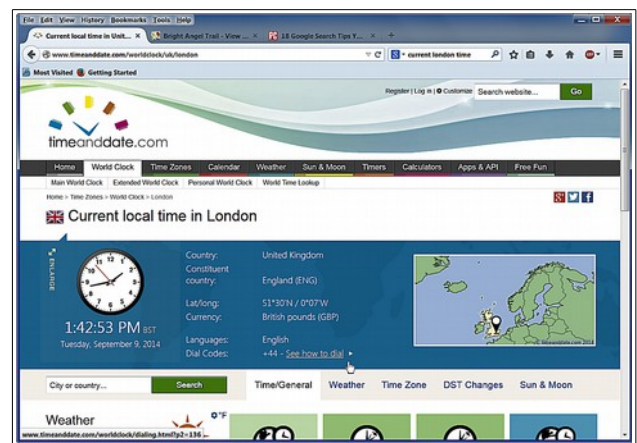 File Edit View History Bookmarks Tools Help
Current local time in Unit... × Bright Angel Trail - View ... × 18 Google Search Tips Y... × +
www.timeanddate.com/worldclock/uk/london current london time
Most Visited Getting Started
Register | Log in | Customize Search website... Go
timeanddate.com
Home World Clock Time Zones Calendar Weather Sun & Moon Timers Calculators Apps & API Free Fun
Main World Clock Extended World Clock Personal World Clock World Time Lookup
Home > Time Zones > World Clock > London
Current local time in London
ENLARGE
Country: United Kingdom
Constituent
country: England (ENG)
Lat/long: 51°30'N / 0°07'W
Currency: British pounds (GBP)
1:42:53 PM BST
Tuesday, September 9, 2014
Languages: English
Dial Codes: +44 - See how to dial
© timeanddate.com 2014
City or country... Search Time/General Weather Time Zone DST Changes Sun & Moon
Weather °F
www.timeanddate.com/worldclock/dialing.html?p2=136